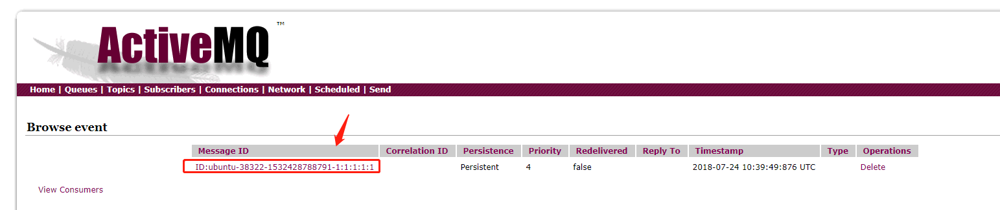 ActiveMQ ™
Home | Queues | Topics | Subscribers | Connections | Network | Scheduled | Send
Browse event
Message ID Correlation ID Persistence Priority Redelivered Reply To Timestamp Type Operations
ID:ubuntu-38322-1532428788791-1:1:1:1:1 Persistent 4 false 2018-07-24 10:39:49:876 UTC Delete
View Consumers